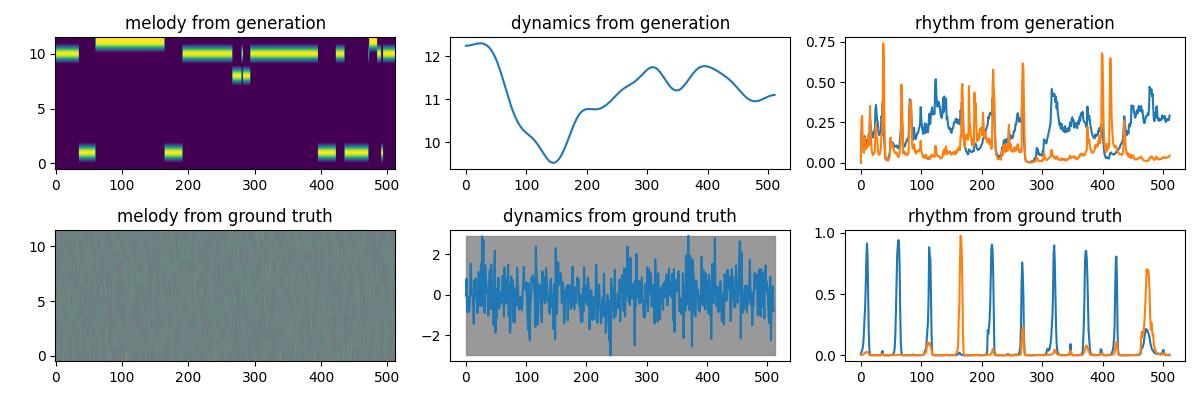 melody from generation
10
5
0
0 100 200 300 400 500
dynamics from generation
12
11
10
0 100 200 300 400 500
rhythm from generation
0.75
0.50
0.25
0.00
0 100 200 300 400 500
melody from ground truth
10
5
0
0 100 200 300 400 500
dynamics from ground truth
2
0
−2
0 100 200 300 400 500
rhythm from ground truth
1.0
0.5
0.0
0 100 200 300 400 500